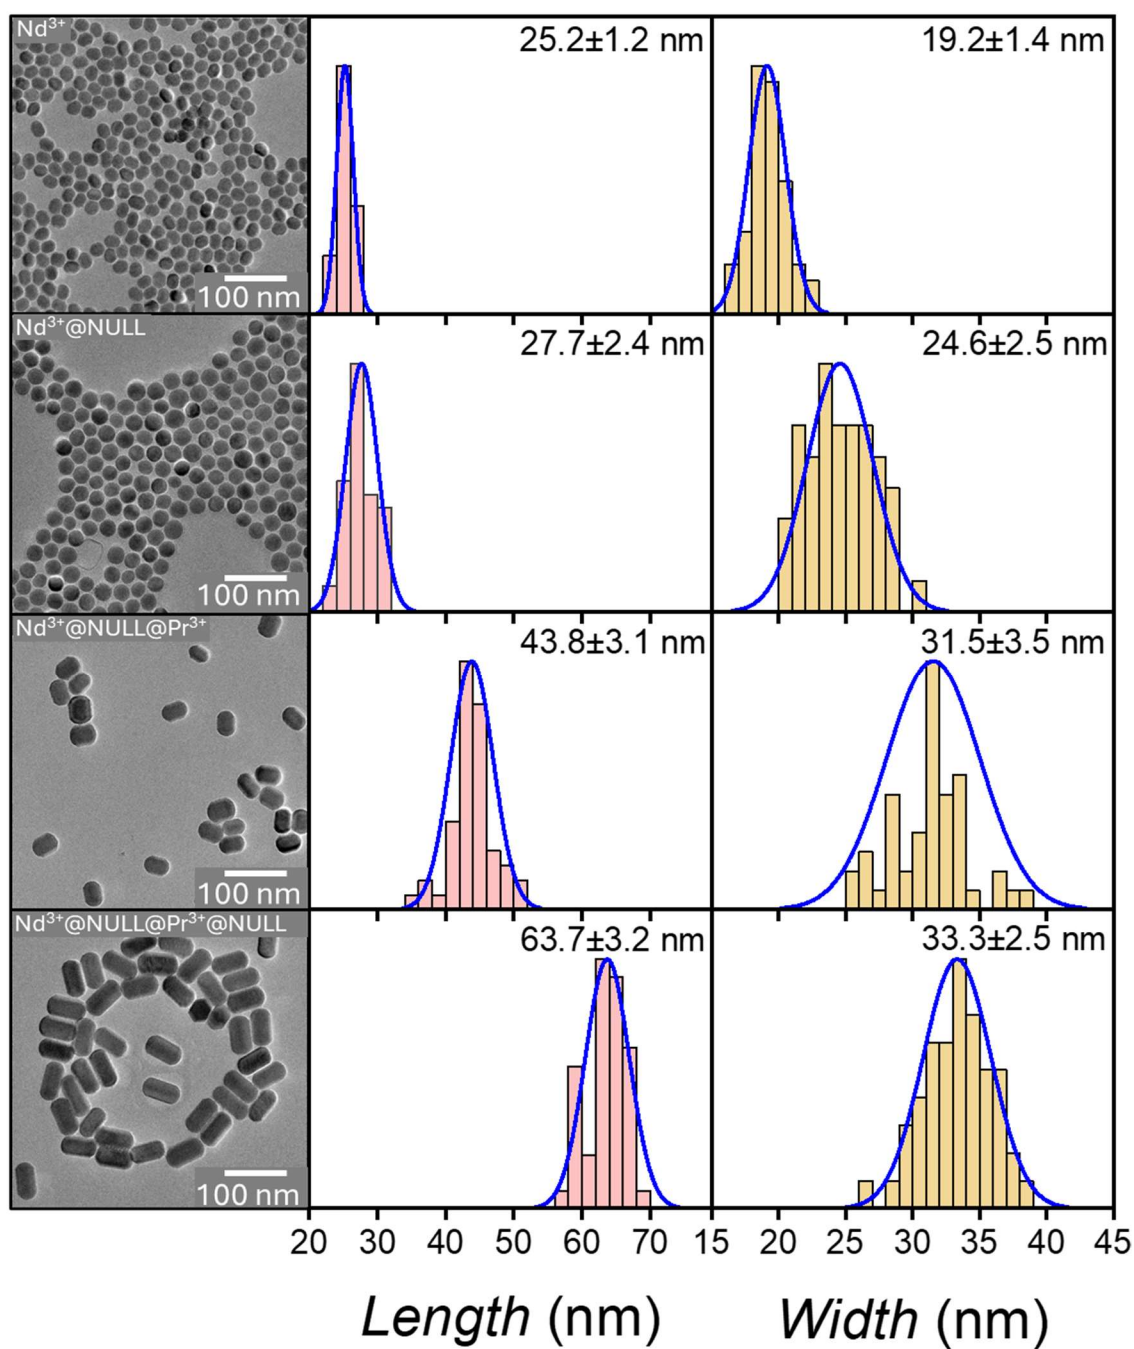 Nd³⁺
100 nm
25.2±1.2 nm
19.2±1.4 nm
Nd³⁺@NULL
100 nm
27.7±2.4 nm
24.6±2.5 nm
Nd³⁺@NULL@Pr³⁺
100 nm
43.8±3.1 nm
31.5±3.5 nm
Nd³⁺@NULL@Pr³⁺@NULL
100 nm
63.7±3.2 nm
33.3±2.5 nm
20 30 40 50 60 70 15 20 25 30 35 40 45
Length (nm) Width (nm)